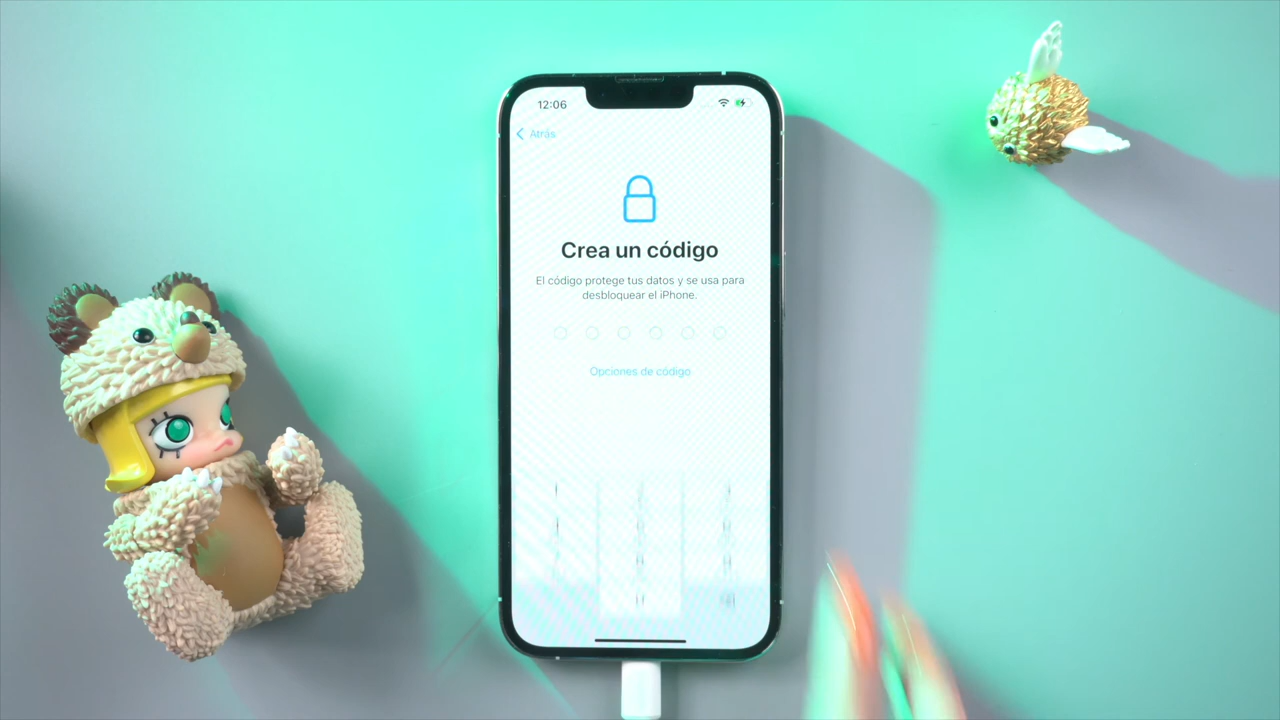 12:06
Atrás
Crea un código
El código protege tus datos y se usa para
desbloquear el iPhone.
Opciones de código